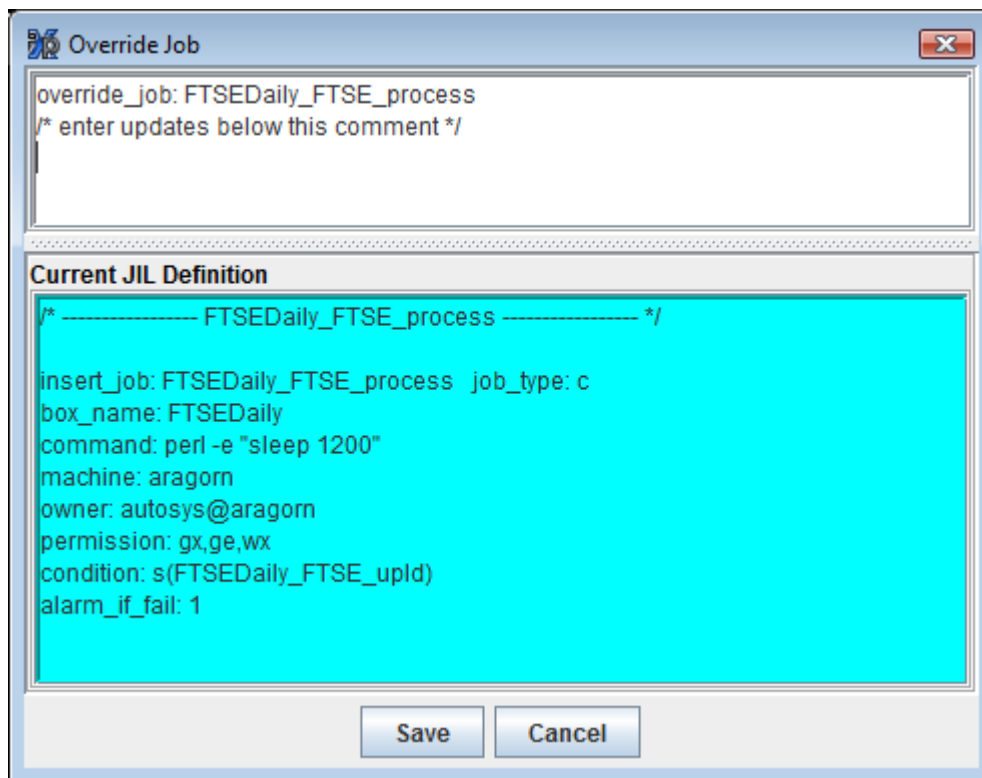 Override Job
override_job: FTSEDaily_FTSE_process
/* enter updates below this comment */
Current JIL Definition
/* ----------------- FTSEDaily_FTSE_process ----------------- */
insert_job: FTSEDaily_FTSE_process job_type: c
box_name: FTSEDaily
command: perl -e "sleep 1200"
machine: aragorn
owner: autosys@aragorn
permission: gx,ge,wx
condition: s(FTSEDaily_FTSE_upld)
alarm_if_fail: 1
Save Cancel